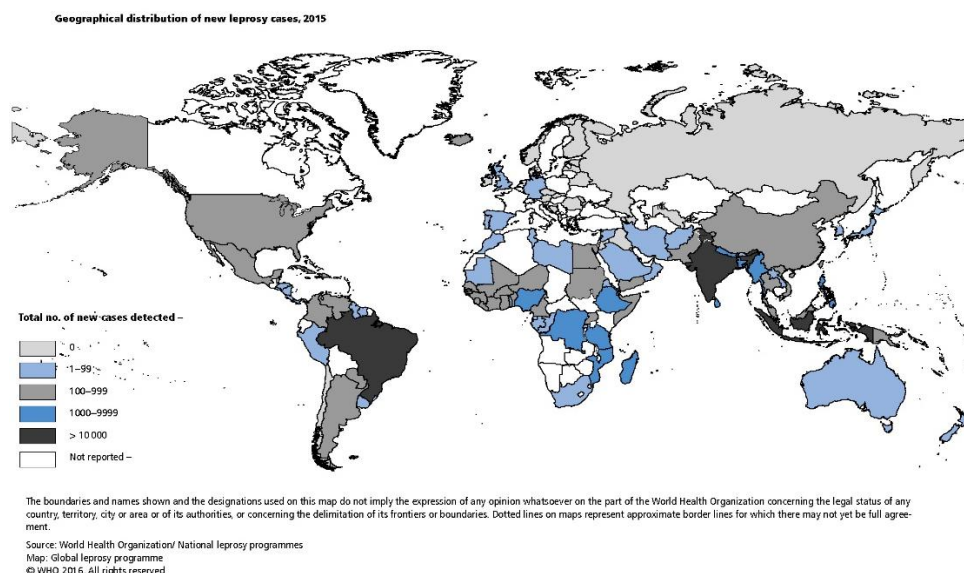 Geographical distribution of new leprosy cases, 2015
Total no. of new cases detected –
0
1–99
100–999
1000–9999
> 10 000
Not reported –
The boundaries and names shown and the designations used on this map do not imply the expression of any opinion whatsoever on the part of the World Health Organization concerning the legal status of any
country, territory, city or area or of its authorities, or concerning the delimitation of its frontiers or boundaries. Dotted lines on maps represent approximate border lines for which there may not yet be full agree-
ment.
Source: World Health Organization/ National leprosy programmes
Map: Global leprosy programme
© WHO 2016. All rights reserved